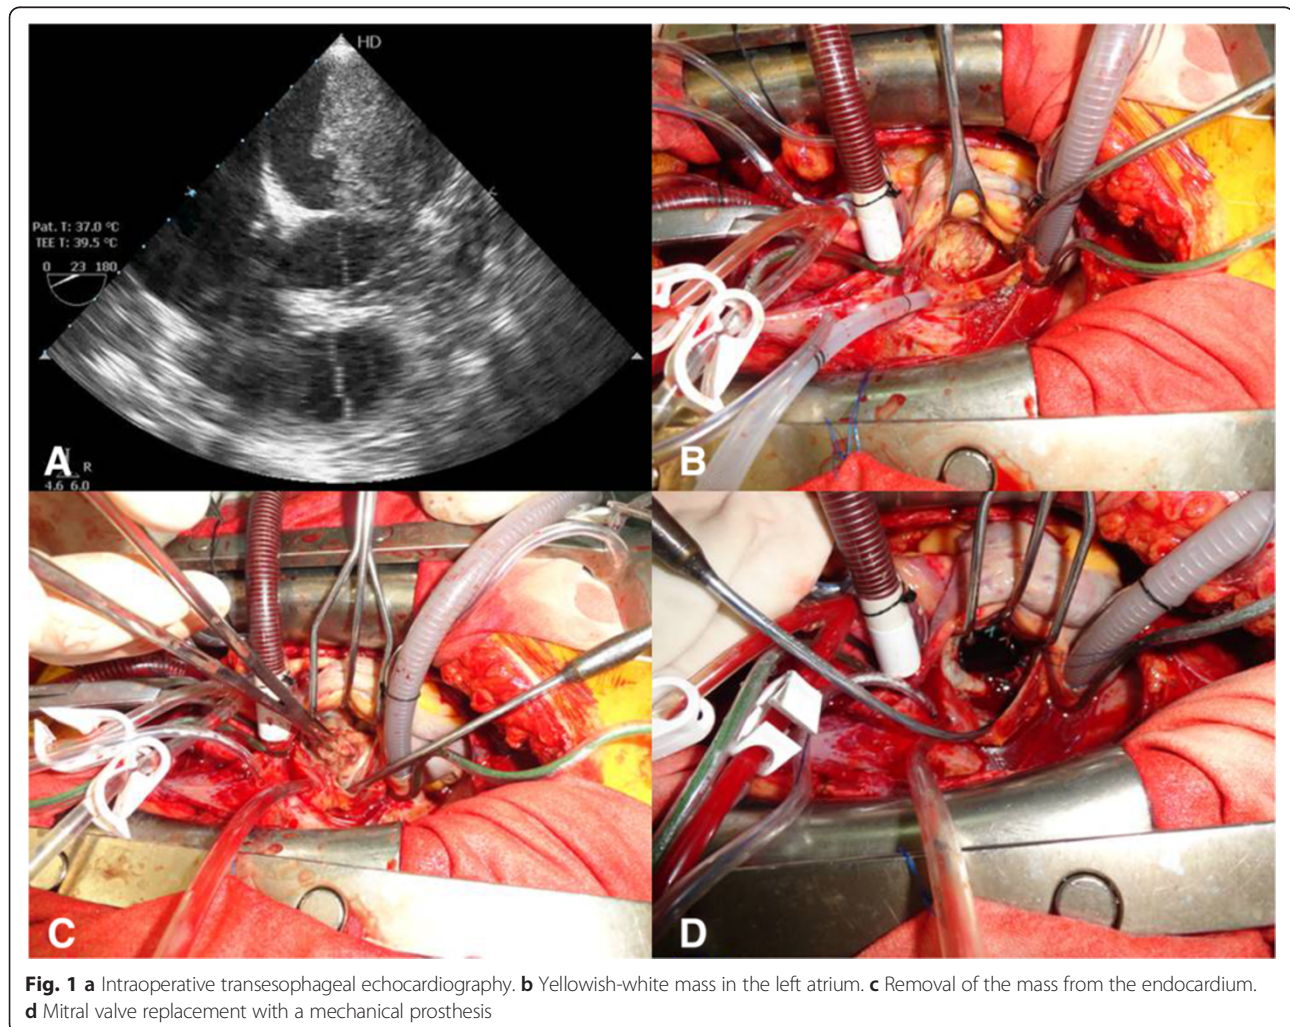 HD
Pat. T: 37.0 °C
TEE T: 39.5 °C
0 23 180
A
R
4.6 6.0
B
C
D
Fig. 1 a Intraoperative transesophageal echocardiography. b Yellowish-white mass in the left atrium. c Removal of the mass from the endocardium.
d Mitral valve replacement with a mechanical prosthesis